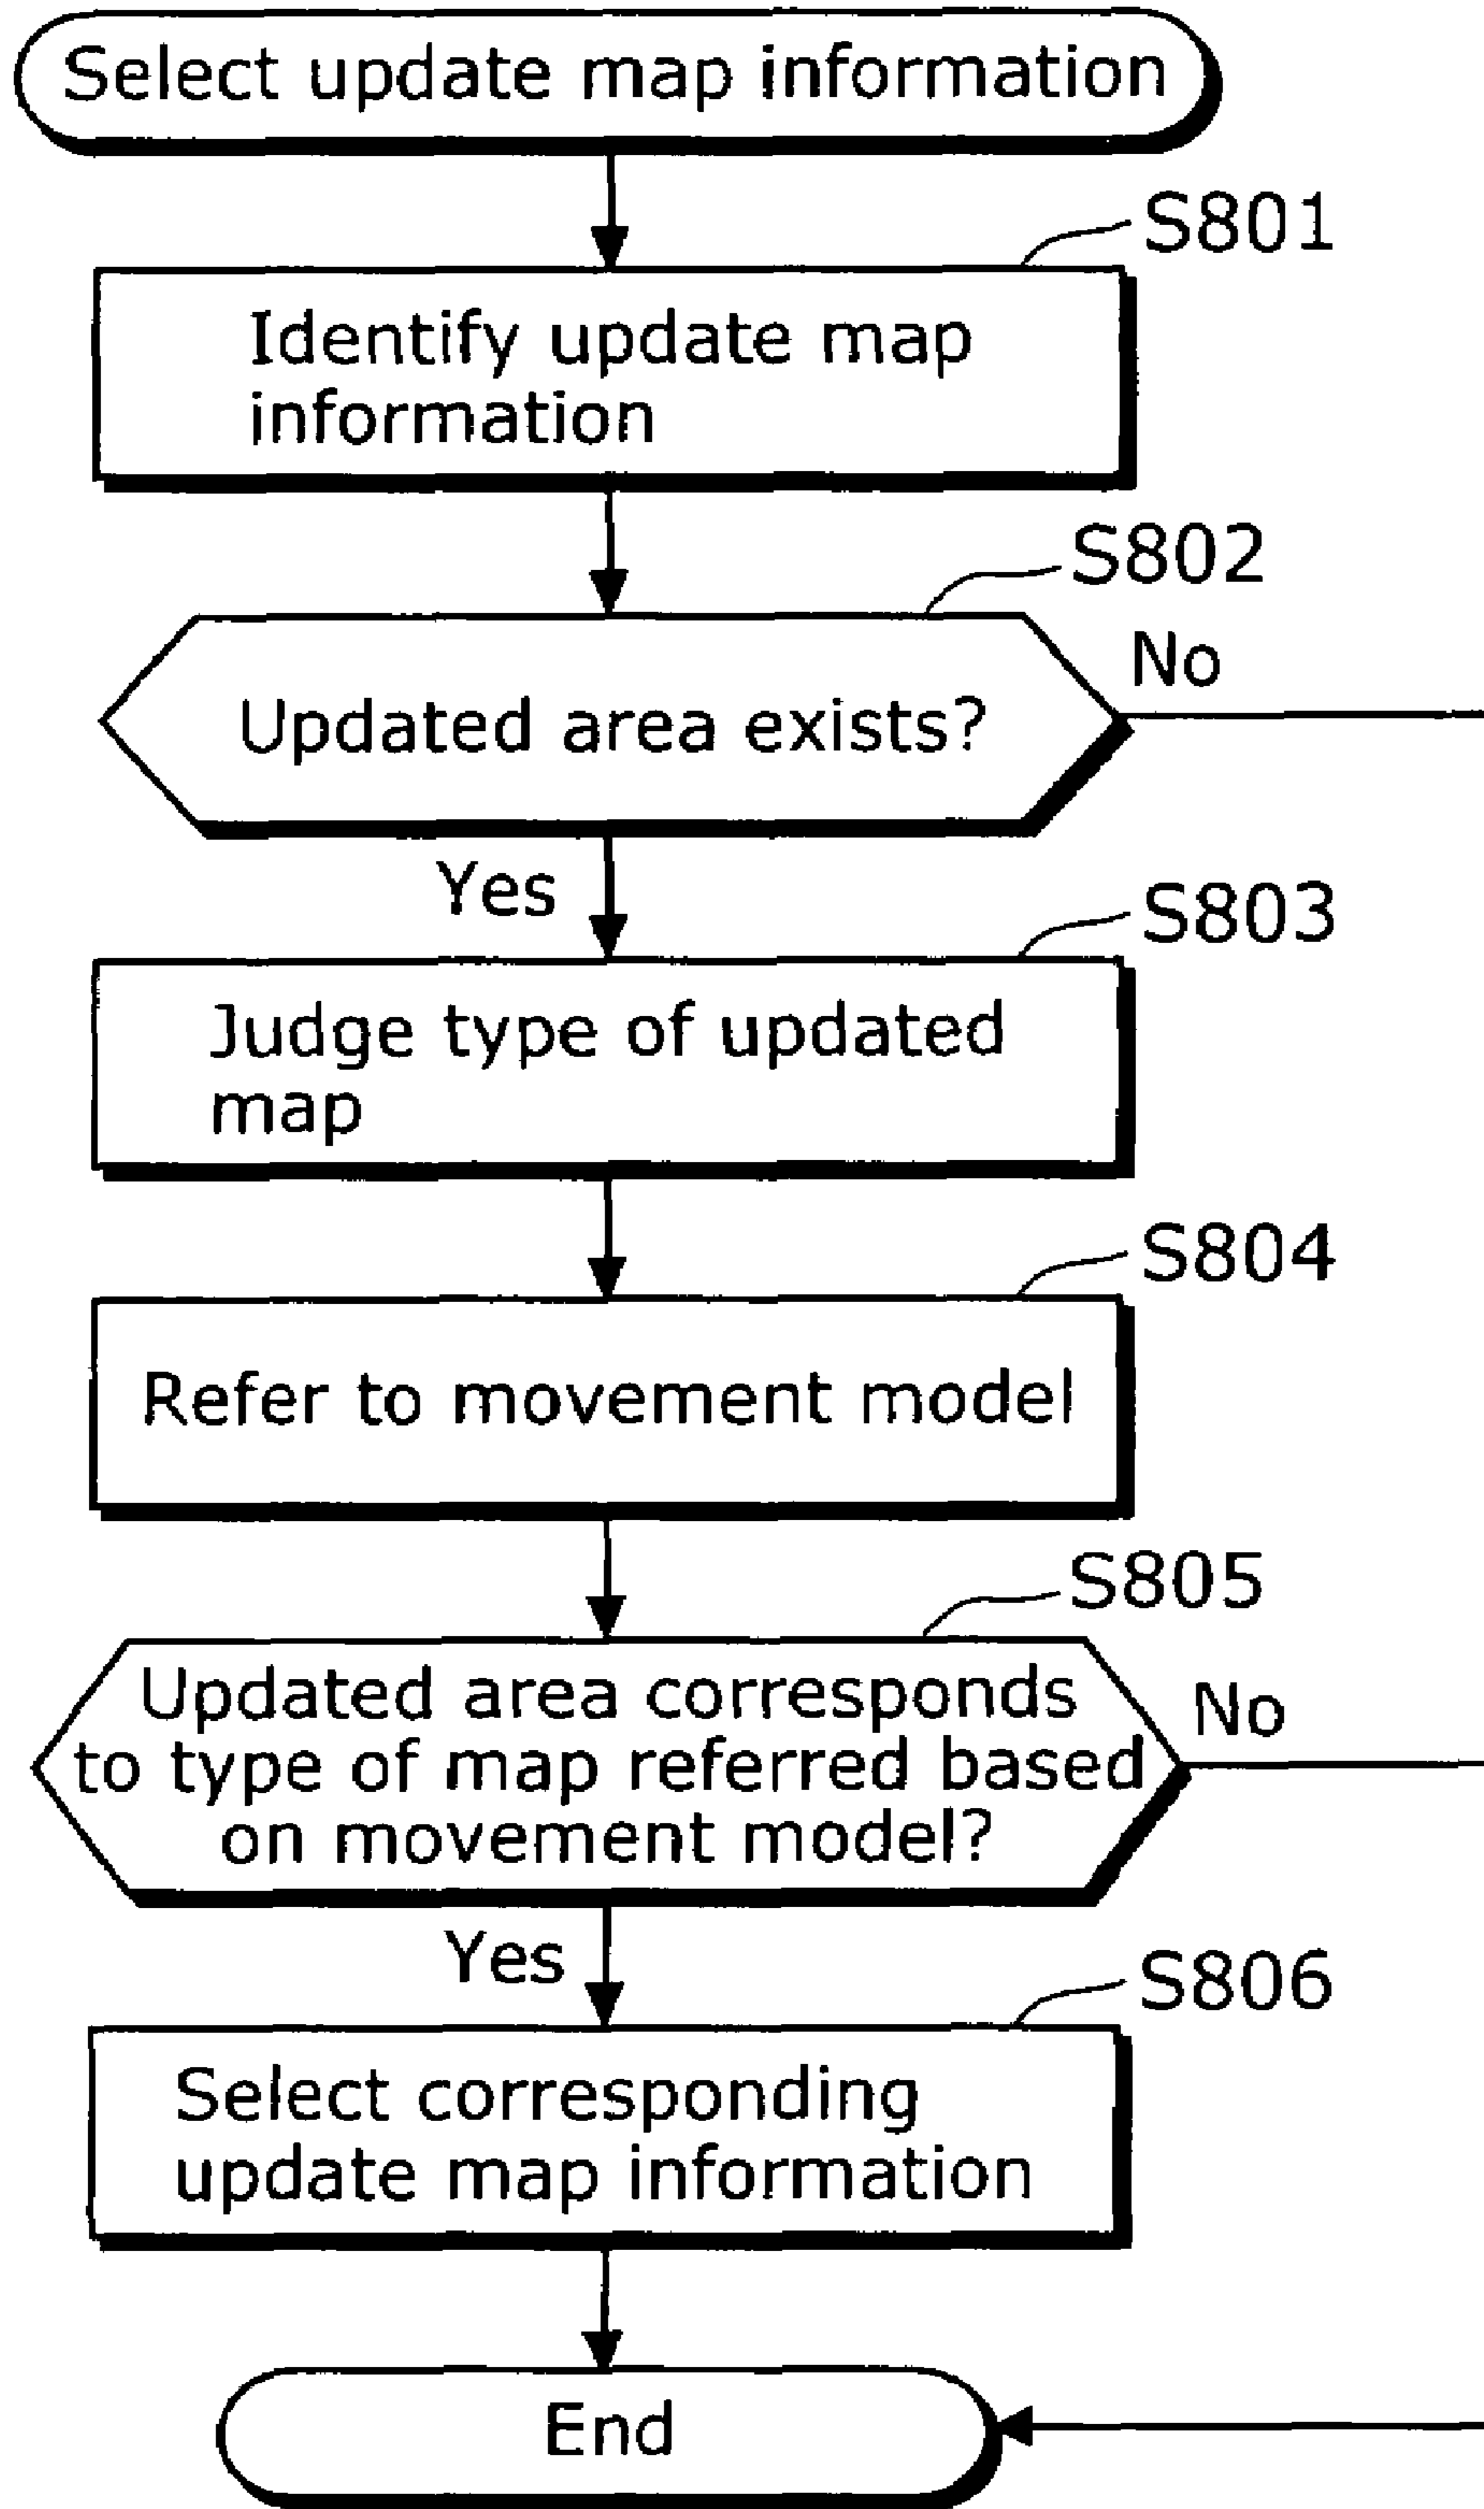 Select update map information
S801
Identify update map
information
S802
No
Updated area exists?
Yes
S803
Judge type of updated
map
S804
Refer to movement model
S805
Updated area corresponds
No
to type of map referred based
on movement model?
Yes
S806
Select corresponding
update map information
End